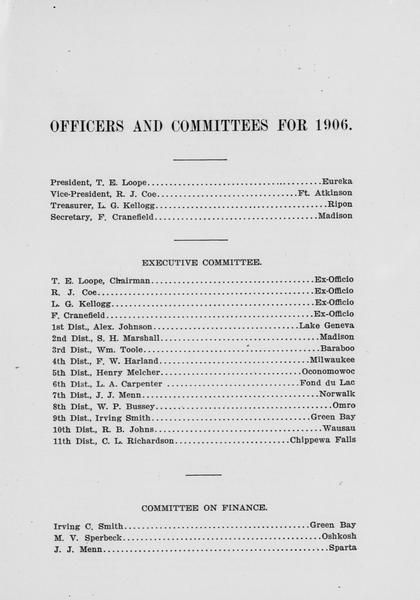 OFFICERS AND COMMITTEES FOR 1906.
President, T. E. Loope........................................Eureka
Vice-President, R. J. Coe................................Ft. Atkinson
Treasurer, L. G. Kellogg.......................................Ripon
Secretary, F. Cranefield.....................................Madison
EXECUTIVE COMMITTEE.
T. E. Loope, Chairman.....................................Ex-Officio
R. J. Coe.................................................Ex-Officio
L. G. Kellogg.............................................Ex-Officio
F. Cranefield.............................................Ex-Officio
1st Dist., Alex. Johnson.................................Lake Geneva
2nd Dist., S. H. Marshall....................................Madison
3rd Dist., Wm. Toole.........................................Baraboo
4th Dist., F. W. Harland...................................Milwaukee
5th Dist., Henry Melcher..................................Oconomowoc
6th Dist., L. A. Carpenter ..............................Fond du Lac
7th Dist., J. J. Menn........................................Norwalk
8th Dist., W. P. Bussey.........................................Omro
9th Dist., Irving Smith....................................Green Bay
10th Dist., R. B. Johns.......................................Wausau
11th Dist., C. L. Richardson..........................Chippewa Falls
COMMITTEE ON FINANCE.
Irving C. Smith............................................Green Bay
M. V. Sperbeck...............................................Oshkosh
J. J. Menn....................................................Sparta